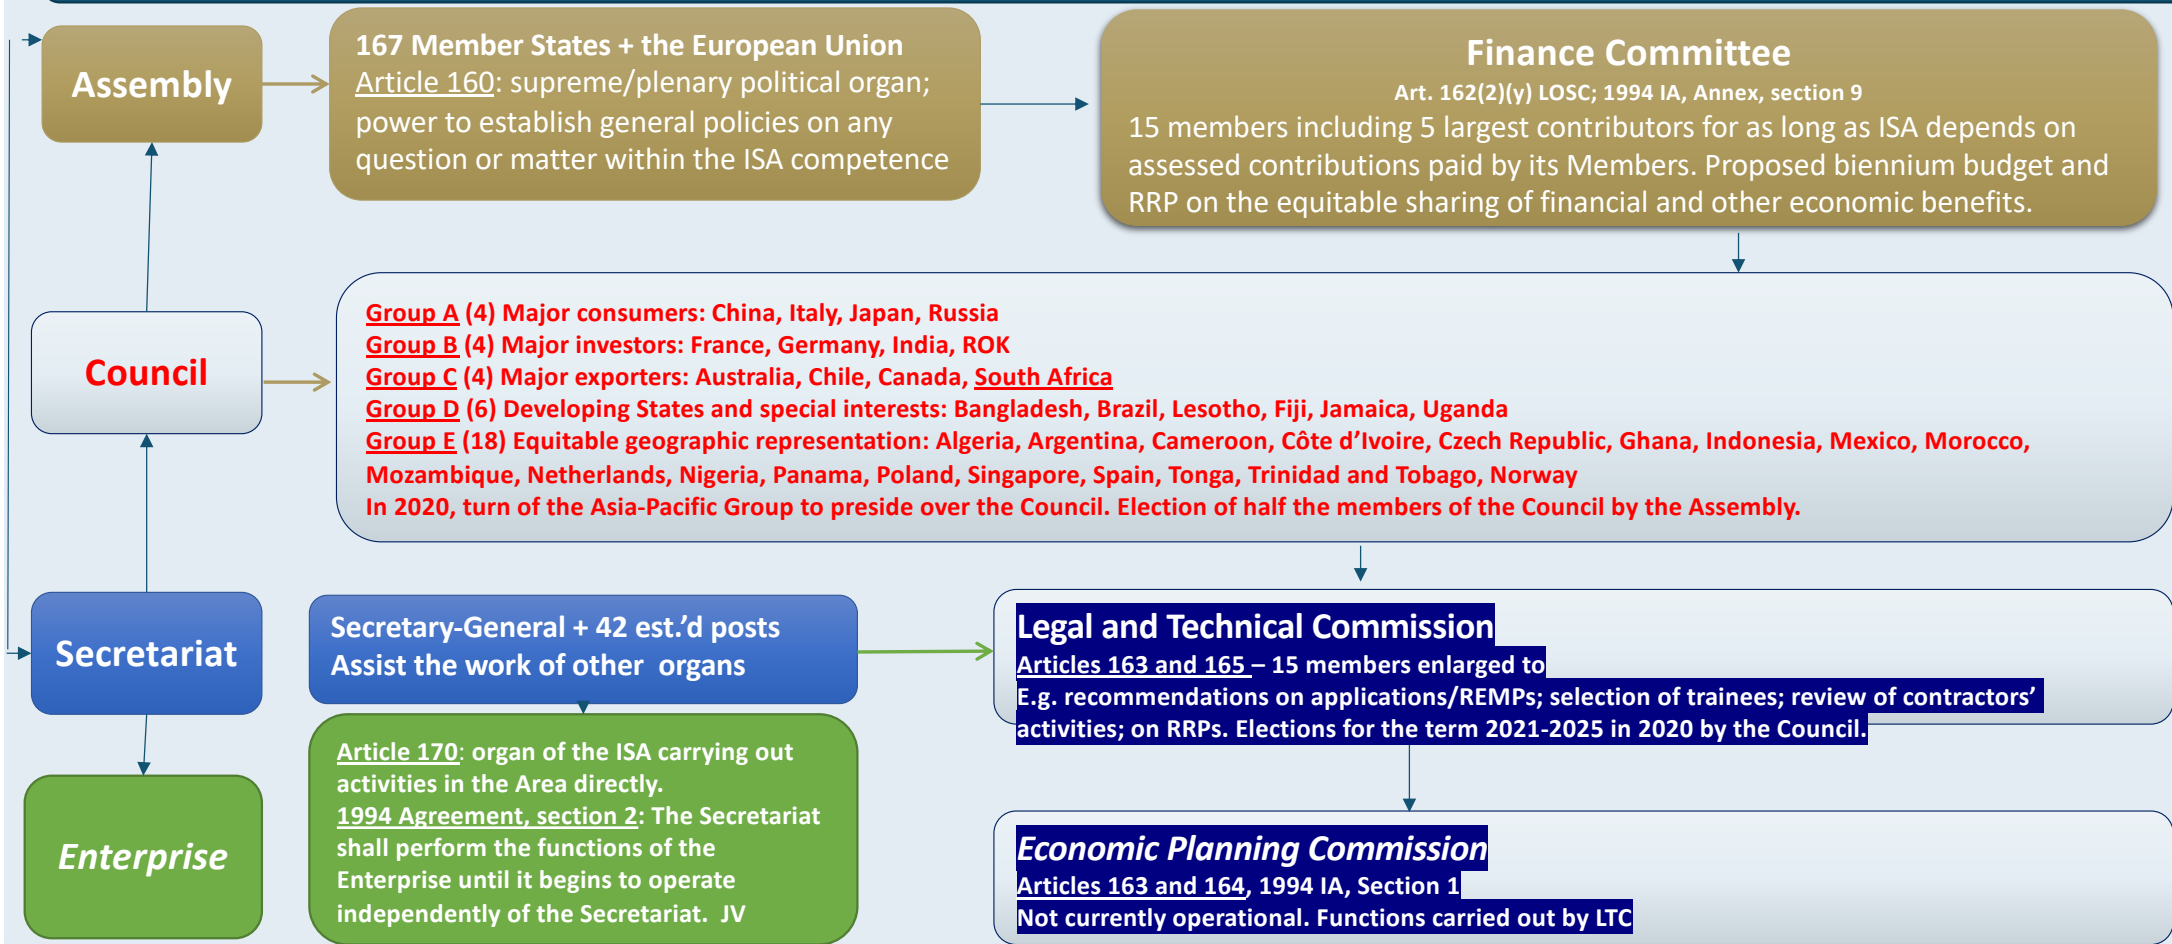 Assembly
167 Member States + the European Union
Article 160: supreme/plenary political organ;
power to establish general policies on any
question or matter within the ISA competence
Finance Committee
Art. 162(2)(y) LOSC; 1994 IA, Annex, section 9
15 members including 5 largest contributors for as long as ISA depends on
assessed contributions paid by its Members. Proposed biennium budget and
RRP on the equitable sharing of financial and other economic benefits.
Council
Group A (4) Major consumers: China, Italy, Japan, Russia
Group B (4) Major investors: France, Germany, India, ROK
Group C (4) Major exporters: Australia, Chile, Canada, South Africa
Group D (6) Developing States and special interests: Bangladesh, Brazil, Lesotho, Fiji, Jamaica, Uganda
Group E (18) Equitable geographic representation: Algeria, Argentina, Cameroon, Côte d’Ivoire, Czech Republic, Ghana, Indonesia, Mexico, Morocco,
Mozambique, Netherlands, Nigeria, Panama, Poland, Singapore, Spain, Tonga, Trinidad and Tobago, Norway
In 2020, turn of the Asia-Pacific Group to preside over the Council. Election of half the members of the Council by the Assembly.
Secretariat
Secretary-General + 42 est.’d posts
Assist the work of other organs
Legal and Technical Commission
Articles 163 and 165 – 15 members enlarged to
E.g. recommendations on applications/REMPs; selection of trainees; review of contractors’
activities; on RRPs. Elections for the term 2021-2025 in 2020 by the Council.
Enterprise
Article 170: organ of the ISA carrying out
activities in the Area directly.
1994 Agreement, section 2: The Secretariat
shall perform the functions of the
Enterprise until it begins to operate
independently of the Secretariat. JV
Economic Planning Commission
Articles 163 and 164, 1994 IA, Section 1
Not currently operational. Functions carried out by LTC